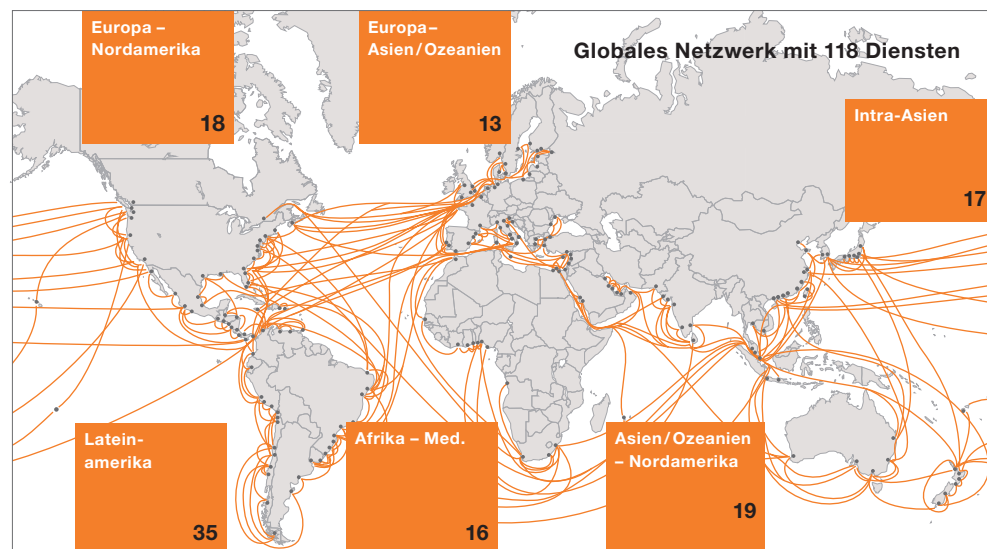 Europa –
Nordamerika
18
Europa–
Asien/Ozeanien
13
Globales Netzwerk mit 118 Diensten
Intra-Asien
17
Latein-
amerika
35
Afrika – Med.
16
Asien/Ozeanien
– Nordamerika
19